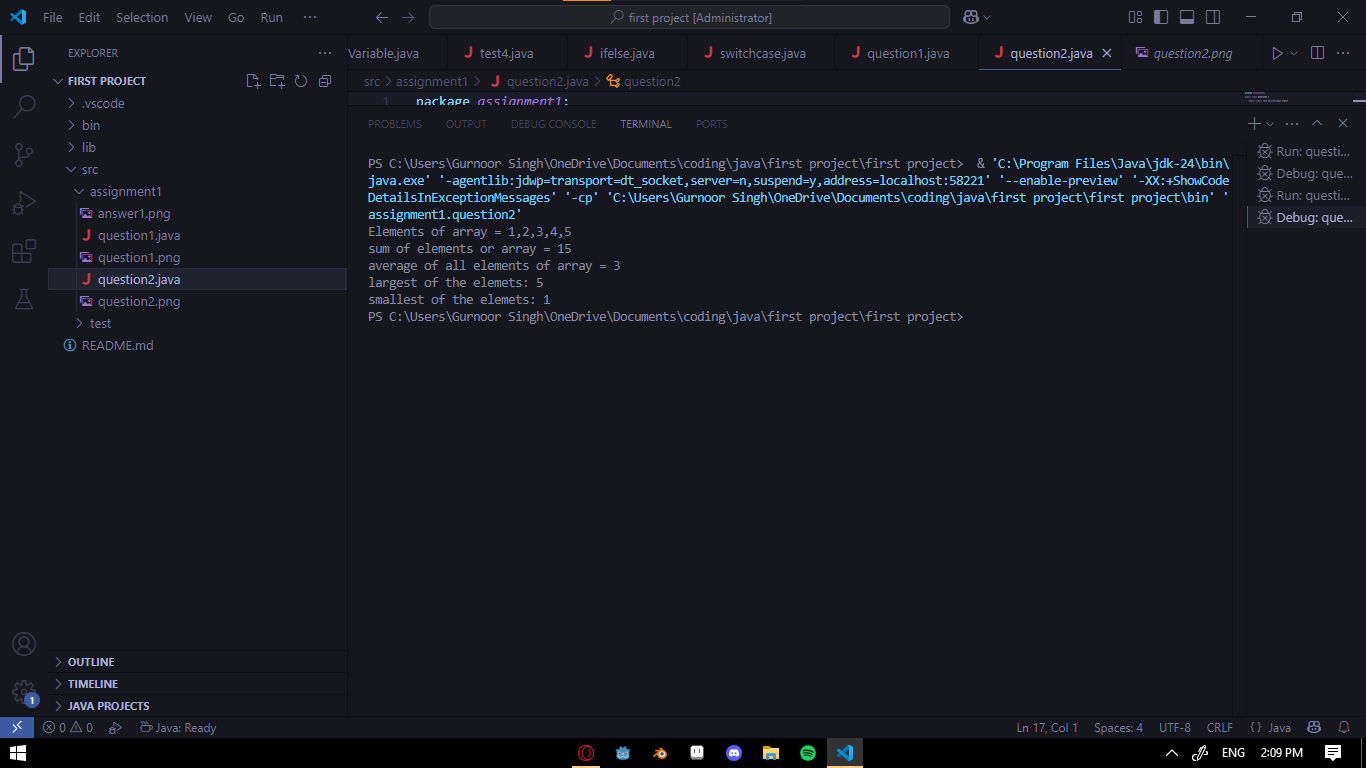 File Edit Selection View Go Run ··· first project [Administrator]
EXPLORER ···
FIRST PROJECT
.vscode
bin
lib
src
assignment1
answer1.png
question1.java
question1.png
question2.java
question2.png
test
README.md
OUTLINE
TIMELINE
JAVA PROJECTS
Variable.java test4.java ifelse.java switchcase.java question1.java question2.java question2.png
src > assignment1 > question2.java > question2
1 package assignment1;
PROBLEMS OUTPUT DEBUG CONSOLE TERMINAL PORTS
PS C:\Users\Gurnoor Singh\OneDrive\Documents\coding\java\first project\first project> & 'C:\Program Files\Java\jdk-24\bin\
java.exe' '-agentlib:jdwp=transport=dt_socket,server=n,suspend=y,address=localhost:58221' '--enable-preview' '-XX:+ShowCode
DetailsInExceptionMessages' '-cp' 'C:\Users\Gurnoor Singh\OneDrive\Documents\coding\java\first project\first project\bin' '
assignment1.question2'
Elements of array = 1,2,3,4,5
sum of elements or array = 15
average of all elements of array = 3
largest of the elemets: 5
smallest of the elemets: 1
PS C:\Users\Gurnoor Singh\OneDrive\Documents\coding\java\first project\first project>
Run: questi...
Debug: que...
Run: questi...
Debug: que...
1
0 0 Java: Ready Ln 17, Col 1 Spaces: 4 UTF-8 CRLF { } Java
ENG 2:09 PM